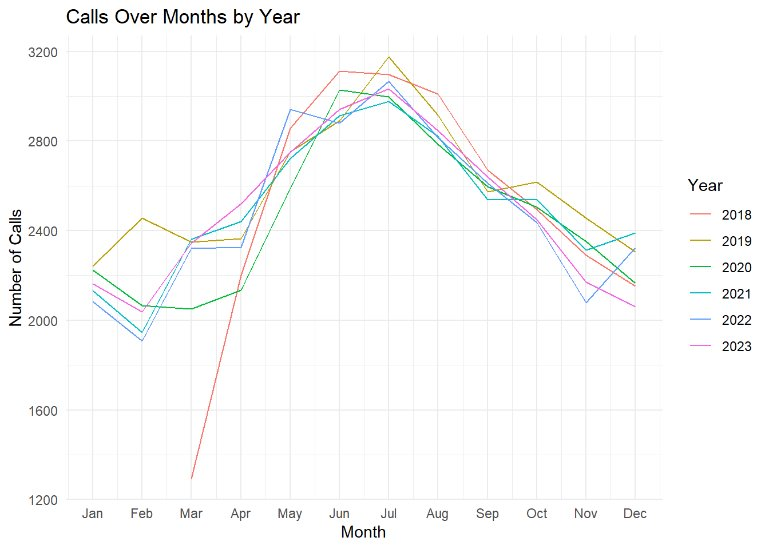 Calls Over Months by Year
Number of Calls
3200
2800
2400
2000
1600
1200
Jan Feb Mar Apr May Jun Jul Aug Sep Oct Nov Dec
Month
Year
2018
2019
2020
2021
2022
2023